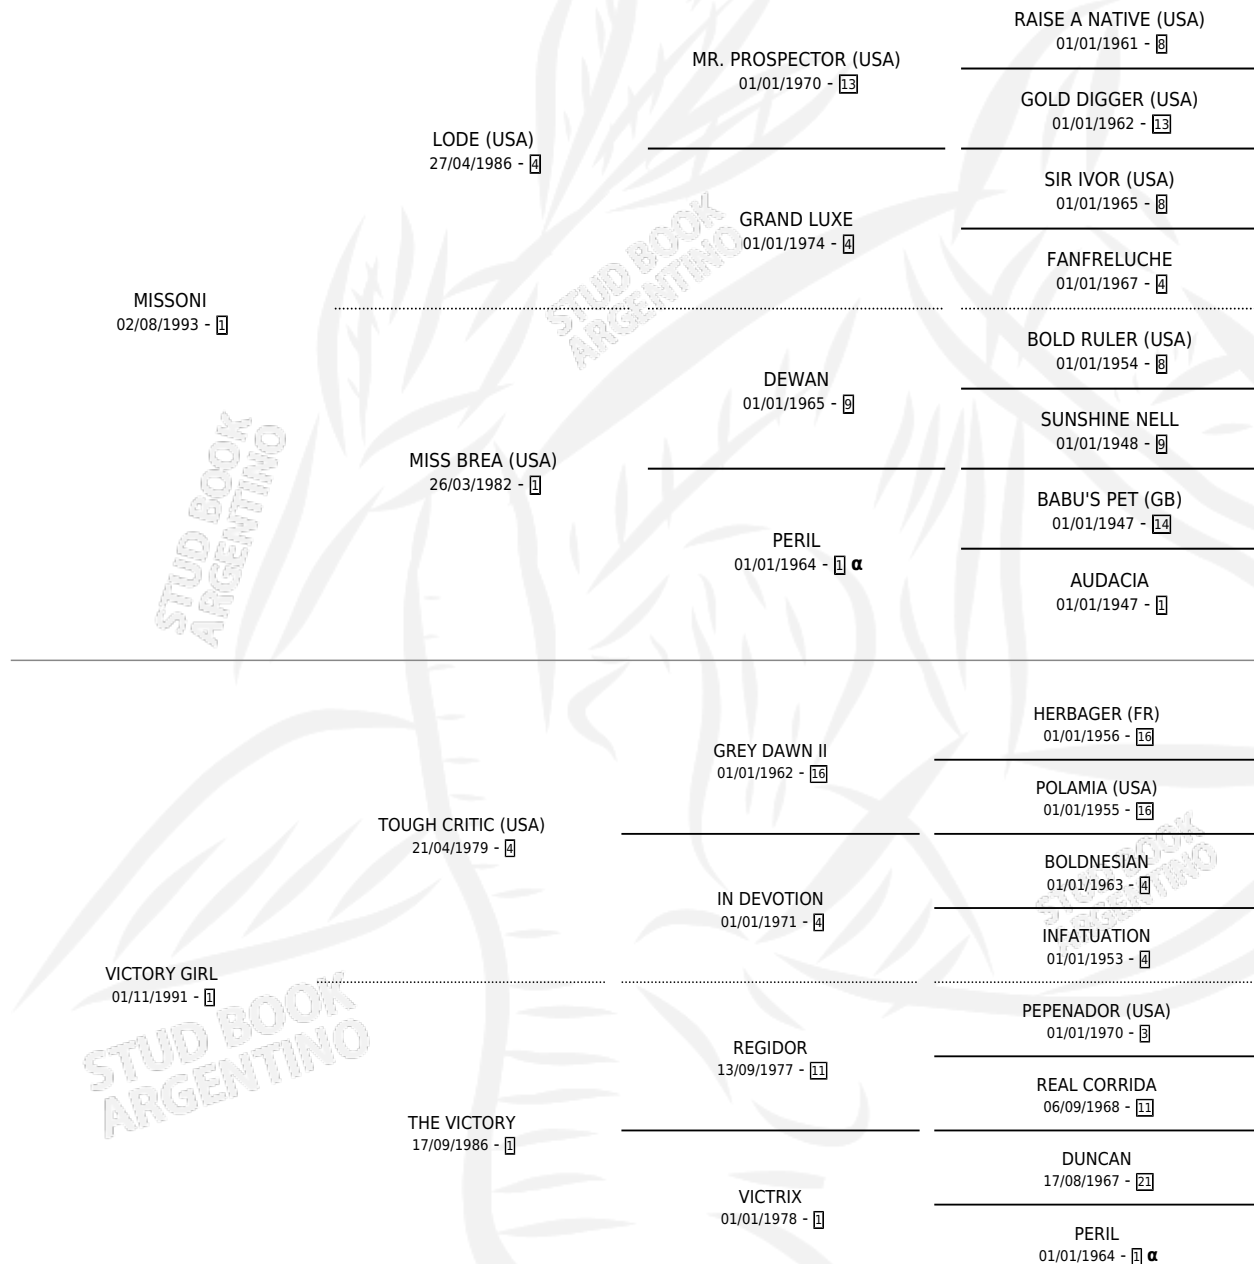 RAISE A NATIVE (USA)
01/01/1961 - 8
MR. PROSPECTOR (USA)
01/01/1970 - 13
GOLD DIGGER (USA)
01/01/1962 - 13
LODE (USA)
27/04/1986 - 4
SIR IVOR (USA)
01/01/1965 - 8
GRAND LUXE
01/01/1974 - 4
FANFRELUCHE
01/01/1967 - 4
MISSONI
02/08/1993 - 1
BOLD RULER (USA)
01/01/1954 - 8
DEWAN
01/01/1965 - 9
SUNSHINE NELL
01/01/1948 - 9
MISS BREA (USA)
26/03/1982 - 1
BABU'S PET (GB)
01/01/1947 - 14
PERIL
01/01/1964 - 1 α
AUDACIA
01/01/1947 - 1
HERBAGER (FR)
01/01/1956 - 16
GREY DAWN II
01/01/1962 - 16
POLAMIA (USA)
01/01/1955 - 16
TOUGH CRITIC (USA)
21/04/1979 - 4
BOLDNESIAN
01/01/1963 - 4
IN DEVOTION
01/01/1971 - 4
INFATUATION
01/01/1953 - 4
VICTORY GIRL
01/11/1991 - 1
PEPENADOR (USA)
01/01/1970 - 3
REGIDOR
13/09/1977 - 11
REAL CORRIDA
06/09/1968 - 11
THE VICTORY
17/09/1986 - 1
DUNCAN
17/08/1967 - 21
VICTRIX
01/01/1978 - 1
PERIL
01/01/1964 - 1 α
STUD BOOK
ARGENTINO
STUD BOOK
ARGENTINO
STUD BOOK
ARGENTINO
STUD BOOK
ARGENTINO